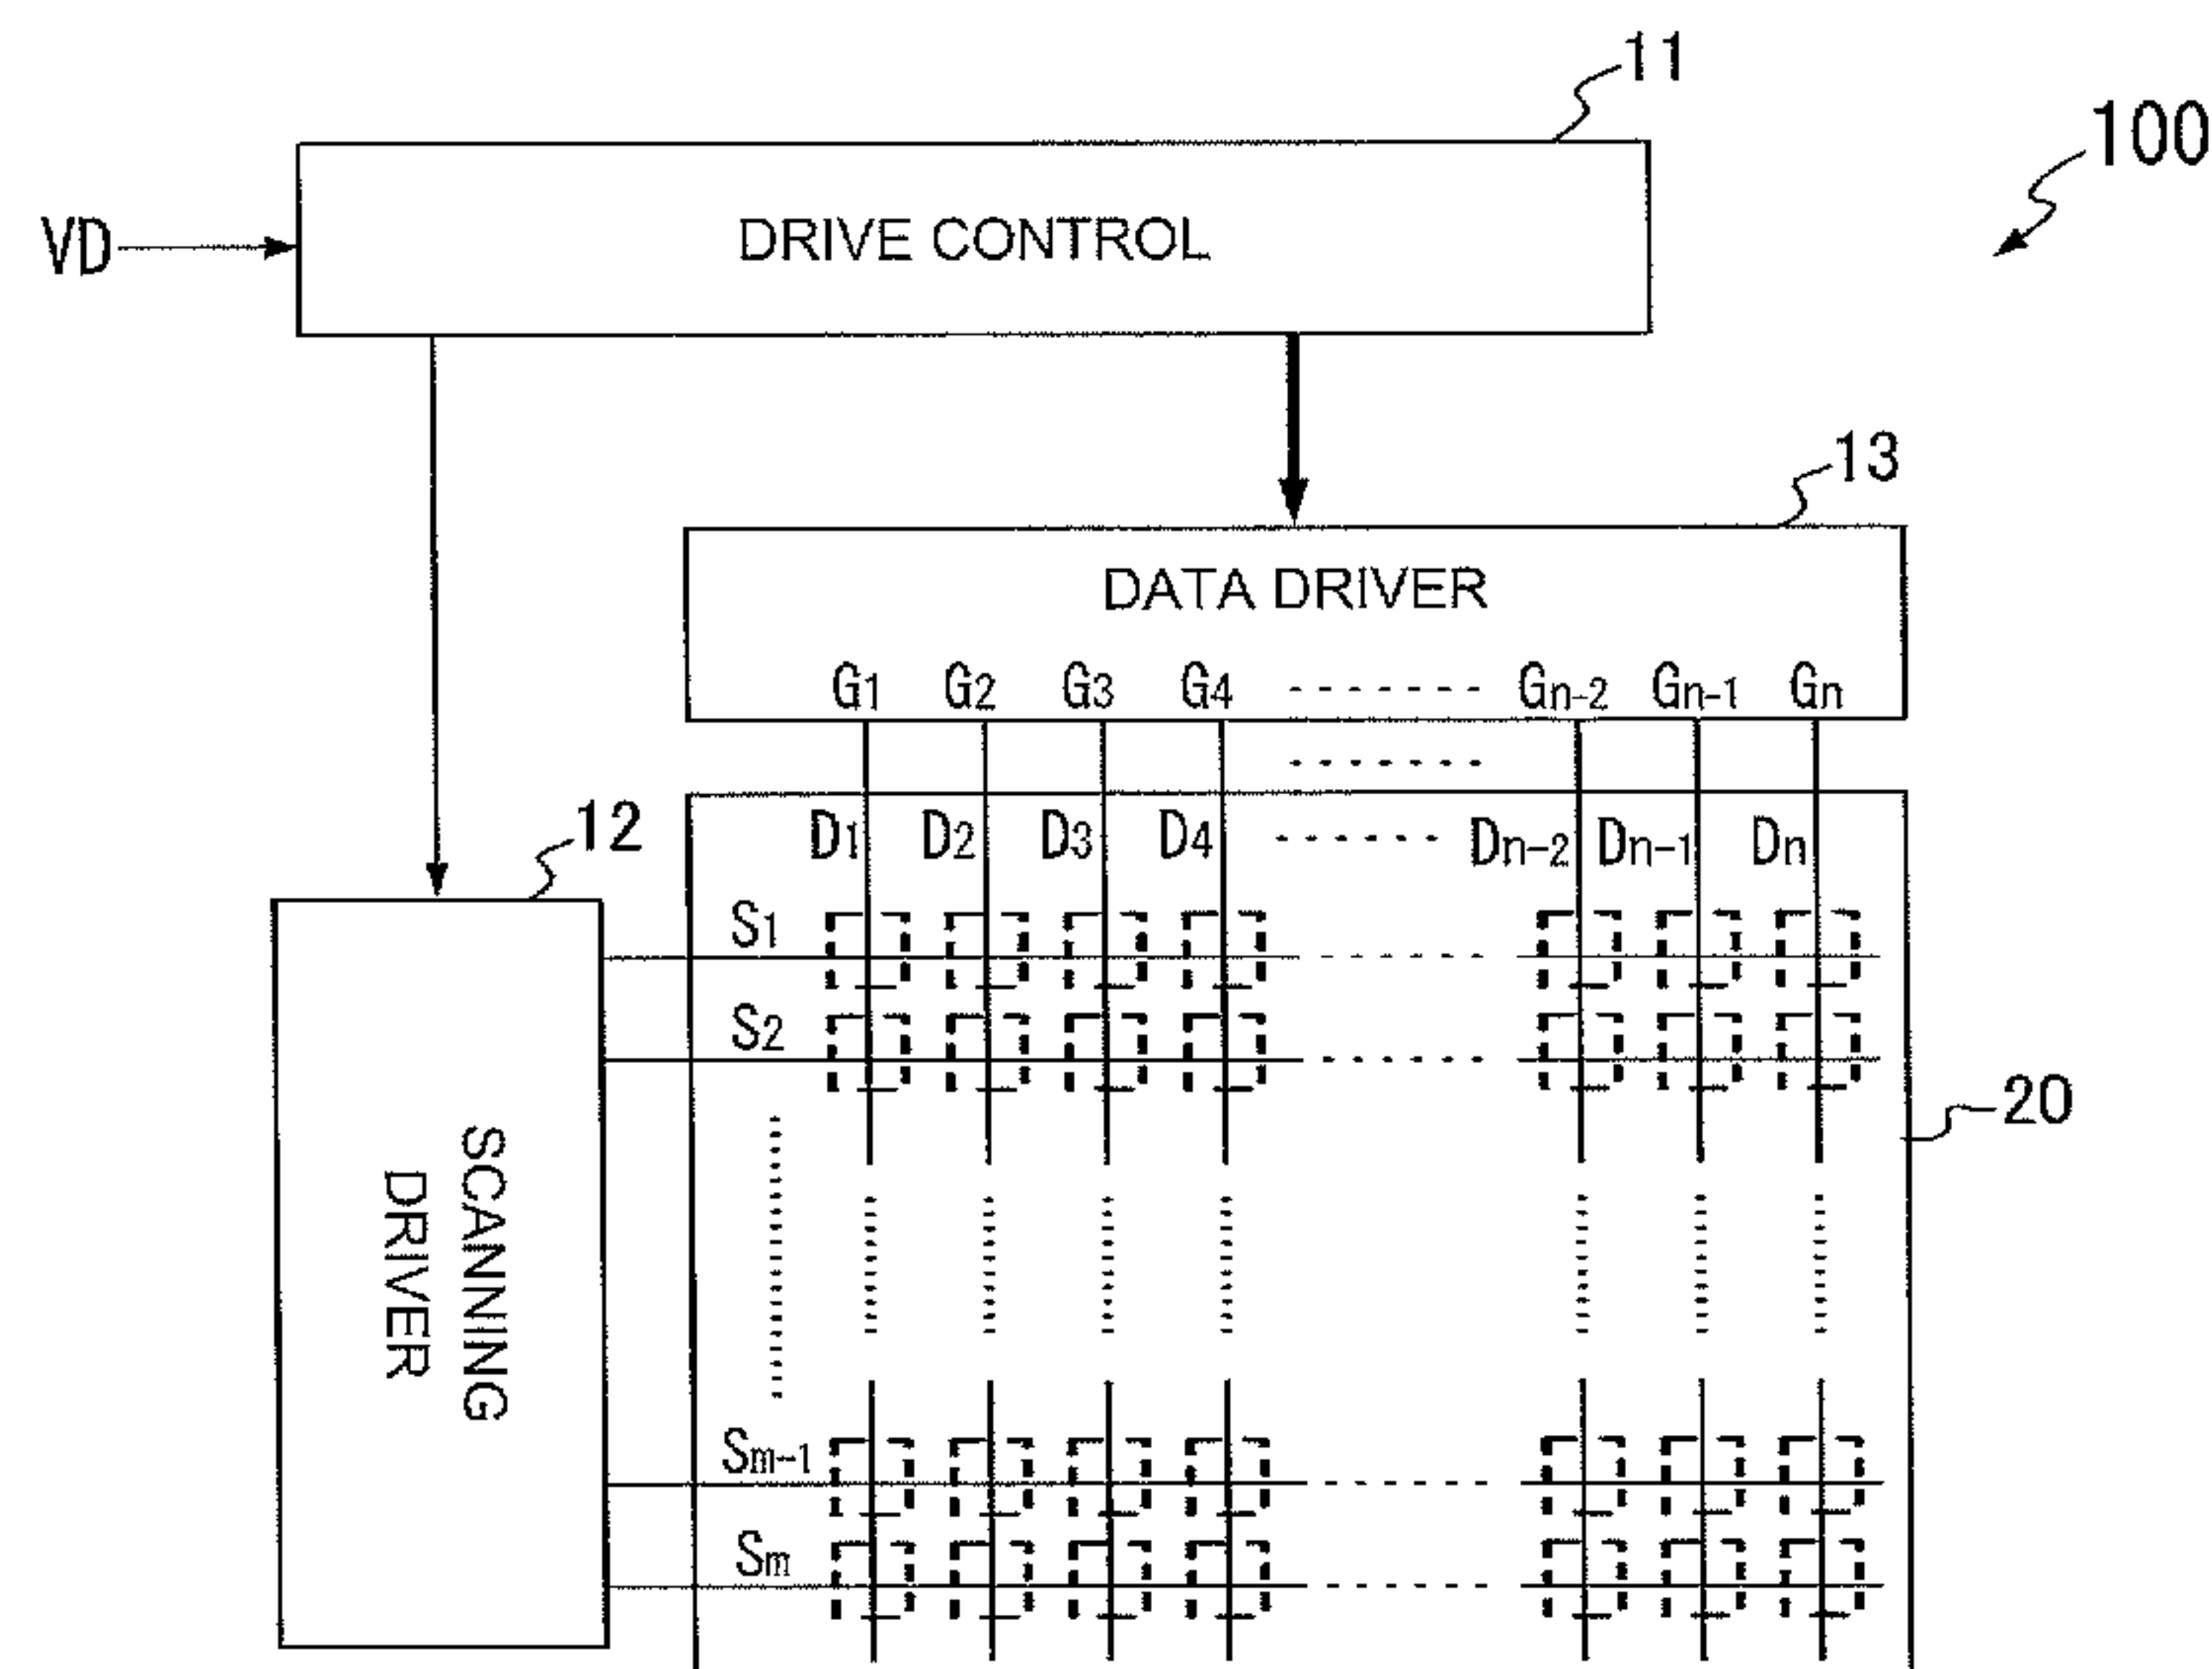 11
100
VD
DRIVE CONTROL
13
DATA DRIVER
G1 G2 G3 G4 Gn-2 Gn-1 Gn
12
D1 D2 D3 D4 Dn-2 Dn-1 Dn
S1
S2
20
SCANNING
DRIVER
Sm-1
Sm